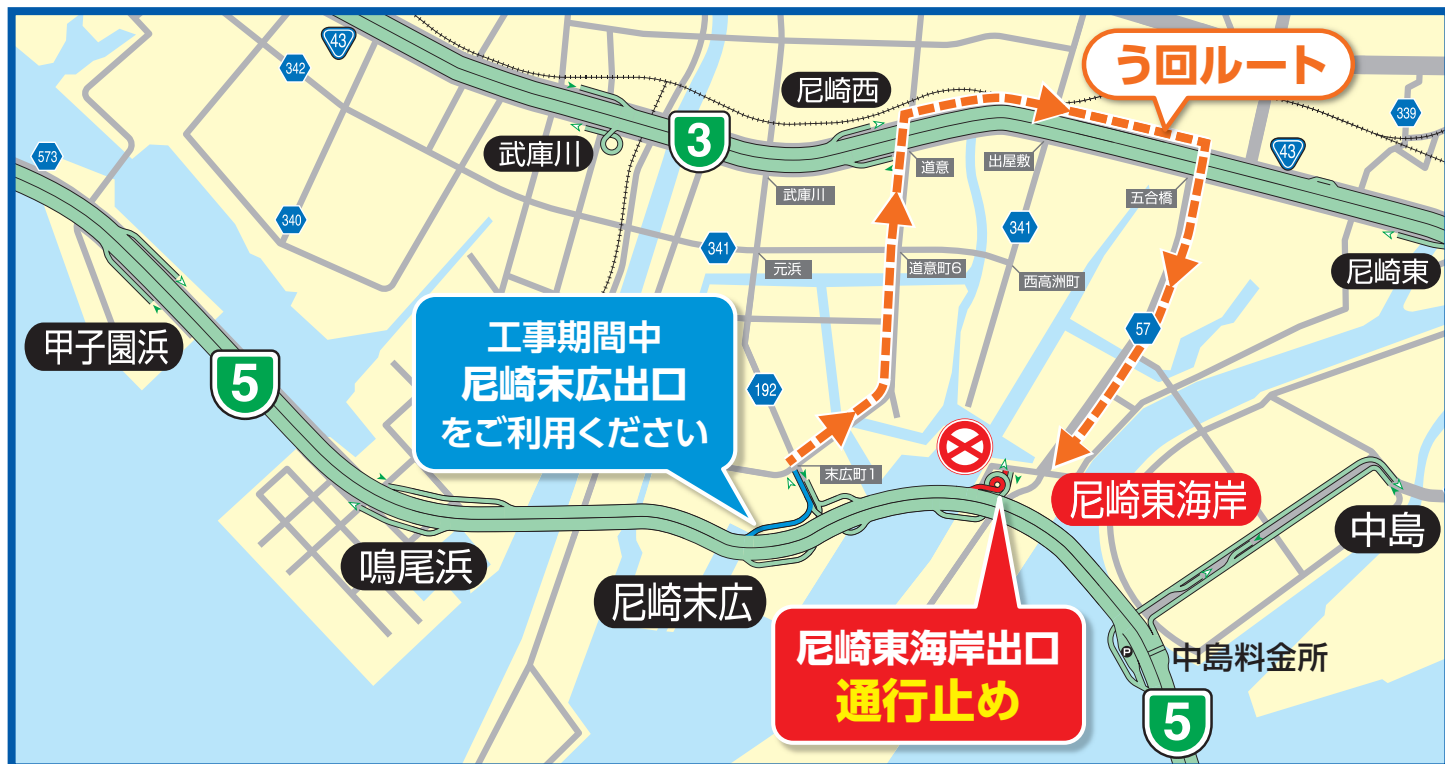 43
342
尼崎西
う回ルート
339
3
武庫川
573
道意
出屋敷
43
武庫川
五合橋
340
341
341
元浜
道意町6
西高洲町
尼崎東
57
甲子園浜
5
工事期間中
尼崎末広出口
をご利用ください
192
末広町1
尼崎東海岸
中島
鳴尾浜
尼崎末広
尼崎東海岸出口
通行止め
P
中島料金所
5